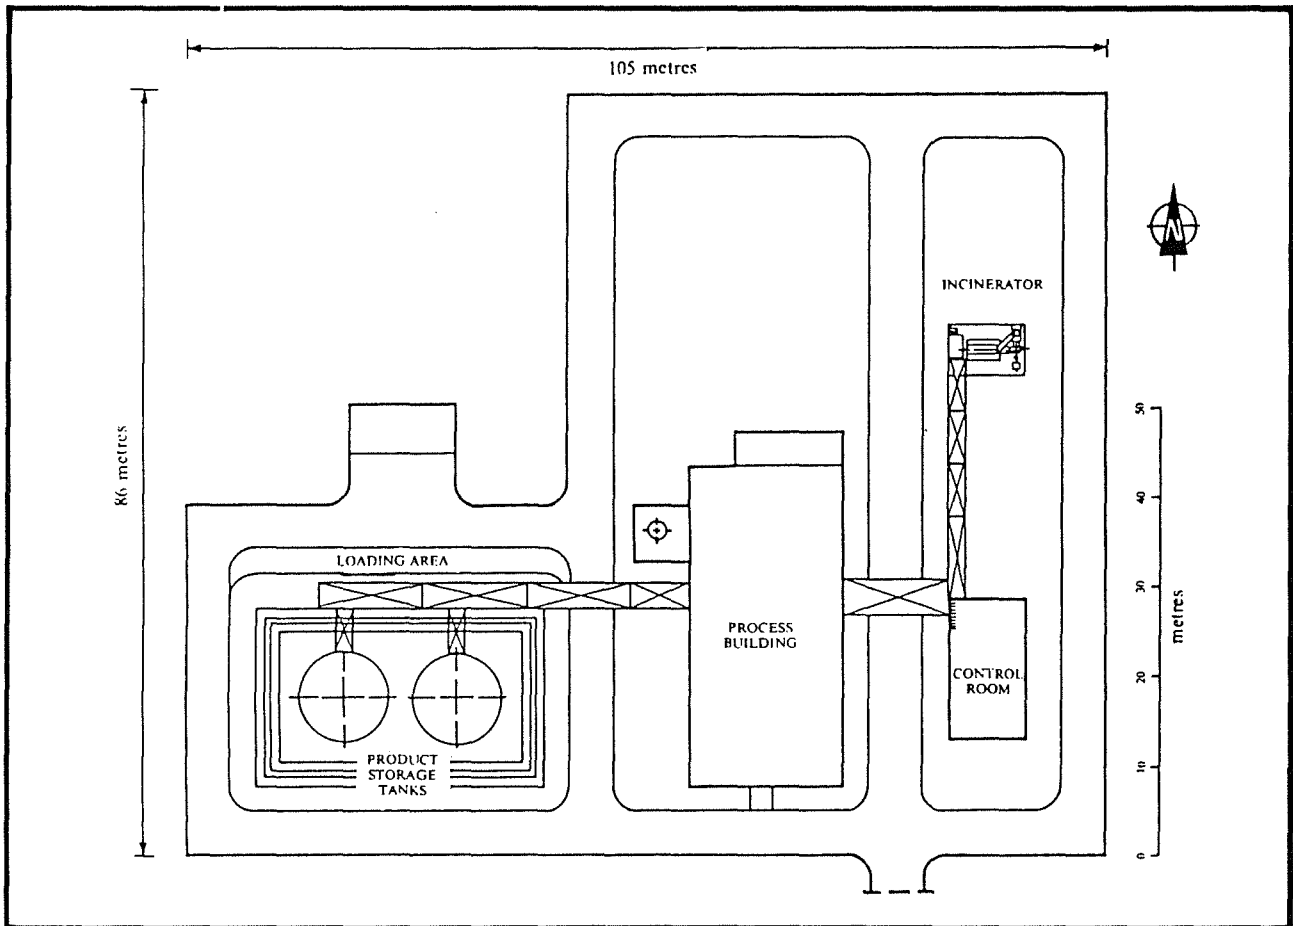 105 metres
86 metres
N
INCINERATOR
LOADING AREA
PROCESS
BUILDING
CONTROL
ROOM
PRODUCT
STORAGE
TANKS
50
40
30
20
10
0
metres